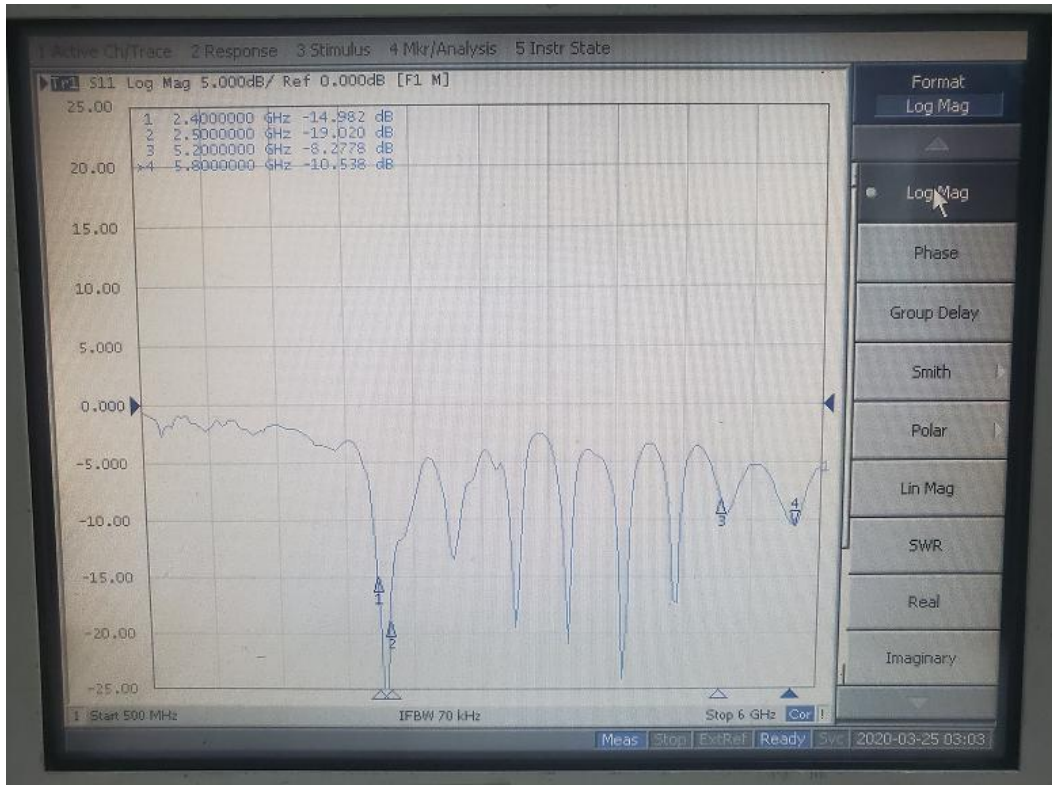 1 Active Ch/Trace 2 Response 3 Stimulus 4 Mkr/Analysis 5 Instr State
Tr1 S11 Log Mag 5.000dB/ Ref 0.000dB [F1 M]
25.00
1 2.4000000 GHz -14.982 dB
2 2.5000000 GHz -19.020 dB
3 5.2000000 GHz -8.2778 dB
>4 5.8000000 GHz -10.538 dB
20.00
15.00
10.00
5.000
0.000
-5.000
-10.00
-15.00
-20.00
-25.00
1
2
3
4
1
1 Start 500 MHz
IFBW 70 kHz
Stop 6 GHz Cor !
Meas Stop ExtRef Ready Svc 2020-03-25 03:03
Format
Log Mag
Log Mag
Phase
Group Delay
Smith
Polar
Lin Mag
SWR
Real
Imaginary